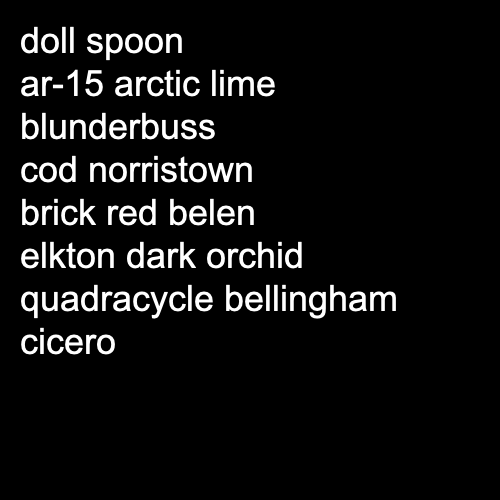 doll spoon
ar-15 arctic lime
blunderbuss
cod norristown
brick red belen
elkton dark orchid
quadracycle bellingham
cicero